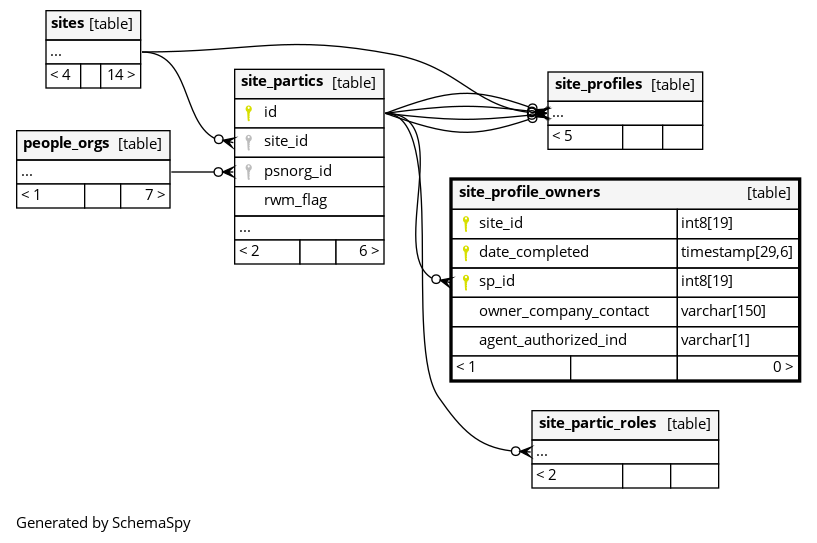 sites [table]
...
< 4 14 >
people_orgs [table]
...
< 1 7 >
site_partics [table]
id
site_id
psnorg_id
rwm_flag
...
< 2 6 >
site_profiles [table]
...
< 5
site_profile_owners [table]
site_id int8[19]
date_completed timestamp[29,6]
sp_id int8[19]
owner_company_contact varchar[150]
agent_authorized_ind varchar[1]
< 1 0 >
site_partic_roles [table]
...
< 2
Generated by SchemaSpy